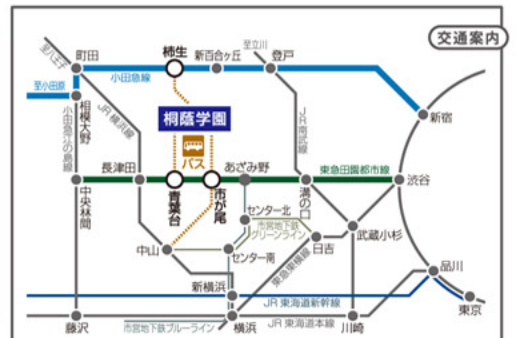 交通案内
至八王子
町田
柿生
新百合ヶ丘
至立川
登戸
小田急線
至小田原
相模大野
小田急江の島線
JR横浜線
桐蔭学園
バス
JR南武線
新宿
長津田
青葉台
市が尾
あざみ野
東急田園都市線
溝の口
渋谷
中央林間
センター北
市営地下鉄
グリーンライン
中山
センター南
日吉
武蔵小杉
東急東横線
新横浜
品川
JR東海道新幹線
東京
藤沢
市営地下鉄ブルーライン
横浜
JR東海道本線
川崎